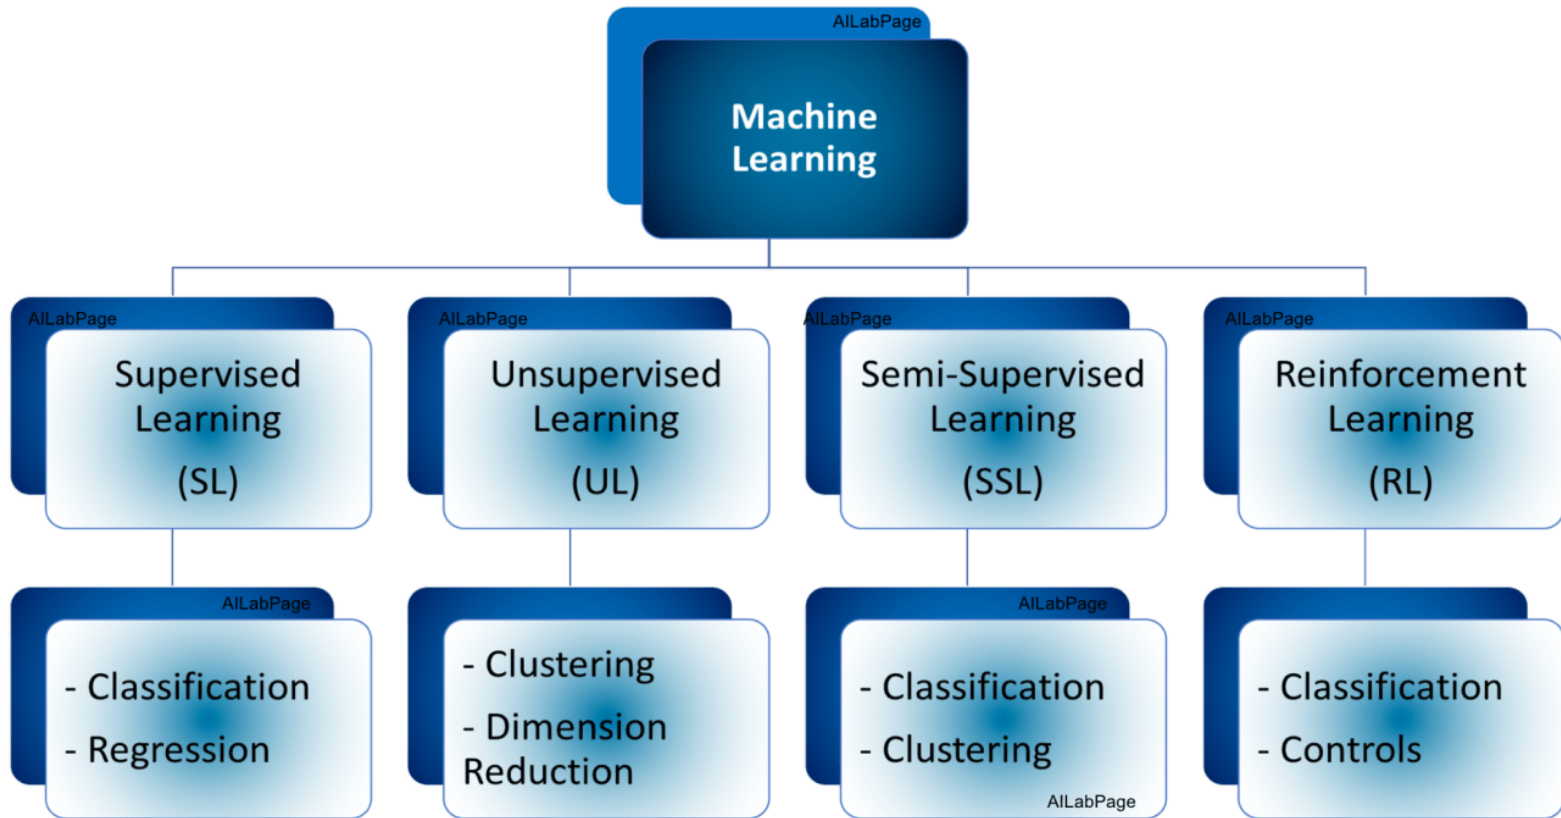 AILabPage
Machine
Learning
AILabPage
Supervised
Learning
(SL)
AILabPage
Unsupervised
Learning
(UL)
AILabPage
Semi-Supervised
Learning
(SSL)
AILabPage
Reinforcement
Learning
(RL)
AILabPage
- Classification
- Regression
- Clustering
- Dimension
Reduction
AILabPage
- Classification
- Clustering
AILabPage
- Classification
- Controls